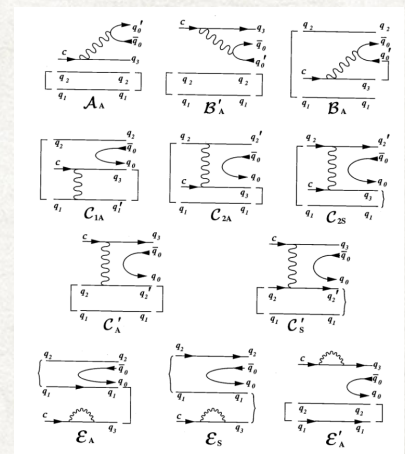 q₀′
q̄₀
c q₃
q₂ q₂
q₁ q₁
𝒜_A
c q₃
q̄₀
q₀′
q₂ q₂
q₁ q₁
ℬ′_A
q₂ q₂
q̄₀
q₀′
c q₃
q₁ q₁
ℬ_A
q₂ q₂
q̄₀
c q₀
q₃
q₁ q₁′
𝒞_1A
q₂ q₂′
q̄₀
q₀
c q₃
q₁ q₁
𝒞_2A
q₂ q₂′
q̄₀
q₀
c q₃
q₁ q₁
𝒞_2S
c q₃
q̄₀
q₀
q₂ q₂′
q₁ q₁
𝒞′_A
c q₃
q̄₀
q₀
q₂ q₂′
q₁ q₁
𝒞′_S
q₂ q₂
q̄₀
q₀
q₁ q₁
c q₃
ℰ_A
q₂ q₂
q̄₀
q₀
q₁ q₁
c q₃
ℰ_S
c q₃
q̄₀
q₀
q₂ q₂
q₁ q₁
ℰ′_A